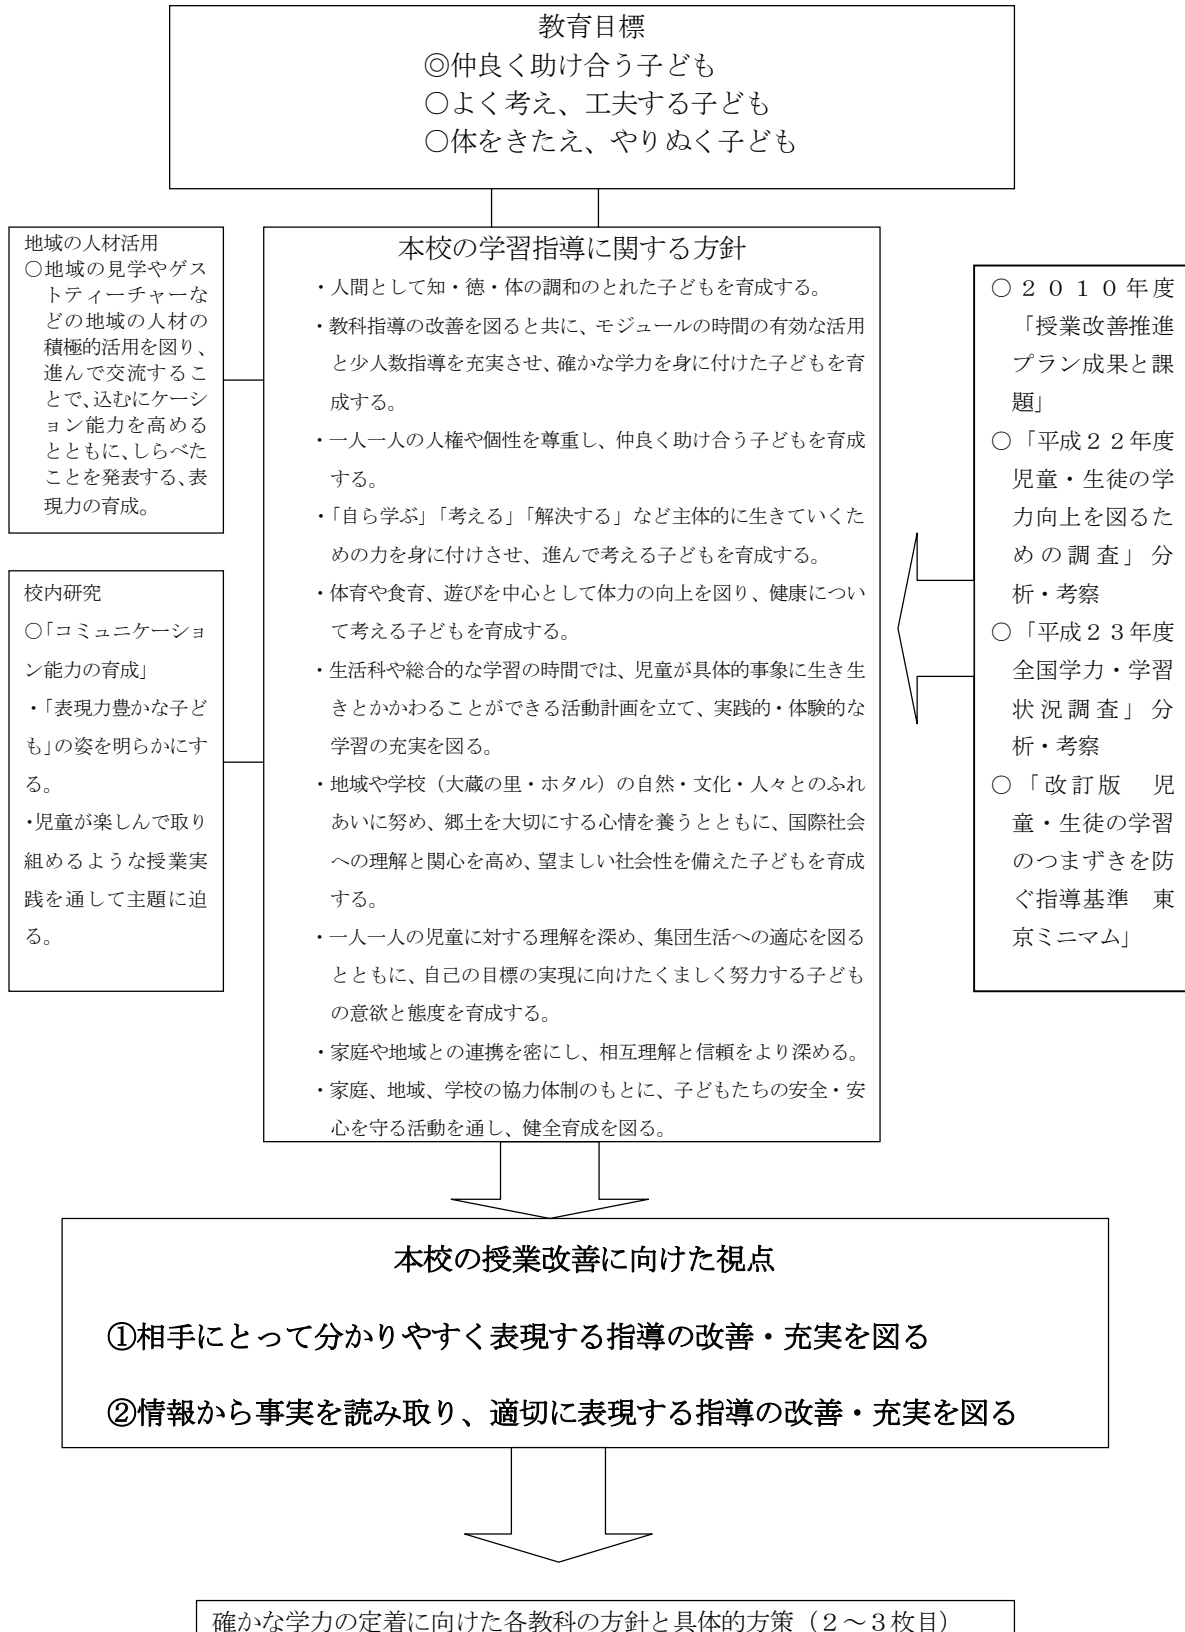 教育目標
◎仲良く助け合う子ども
○よく考え、工夫する子ども
○体をきたえ、やりぬく子ども
地域の人材活用
○地域の見学やゲス
トティーチャーな
どの地域の人材の
積極的活用を図り、
進んで交流するこ
とで、込むにケーシ
ョン能力を高める
とともに、しらべた
ことを発表する、表
現力の育成。
校内研究
○「コミュニケーショ
ン能力の育成」
・「表現力豊かな子ど
も」の姿を明らかにす
る。
・児童が楽しんで取り
組めるような授業実
践を通して主題に迫
る。
本校の学習指導に関する方針
・人間として知・徳・体の調和のとれた子どもを育成する。
・教科指導の改善を図ると共に、モジュールの時間の有効な活用
と少人数指導を充実させ、確かな学力を身に付けた子どもを育
成する。
・一人一人の人権や個性を尊重し、仲良く助け合う子どもを育成
する。
・「自ら学ぶ」「考える」「解決する」など主体的に生きていくた
めの力を身に付けさせ、進んで考える子どもを育成する。
・体育や食育、遊びを中心として体力の向上を図り、健康につい
て考える子どもを育成する。
・生活科や総合的な学習の時間では、児童が具体的事象に生き生
きとかかわることができる活動計画を立て、実践的・体験的な
学習の充実を図る。
・地域や学校（大蔵の里・ホタル）の自然・文化・人々とのふれ
あいに努め、郷土を大切にする心情を養うとともに、国際社会
への理解と関心を高め、望ましい社会性を備えた子どもを育成
する。
・一人一人の児童に対する理解を深め、集団生活への適応を図る
とともに、自己の目標の実現に向けたくましく努力する子ども
の意欲と態度を育成する。
・家庭や地域との連携を密にし、相互理解と信頼をより深める。
・家庭、地域、学校の協力体制のもとに、子どもたちの安全・安
心を守る活動を通し、健全育成を図る。
○２０１０年度
「授業改善推進
プラン成果と課
題」
○「平成２２年度
児童・生徒の学
力向上を図るた
めの調査」分
析・考察
○「平成２３年度
全国学力・学習
状況調査」分
析・考察
○「改訂版　児
童・生徒の学習
のつまずきを防
ぐ指導基準　東
京ミニマム」
本校の授業改善に向けた視点
①相手にとって分かりやすく表現する指導の改善・充実を図る
②情報から事実を読み取り、適切に表現する指導の改善・充実を図る
確かな学力の定着に向けた各教科の方針と具体的方策（２～３枚目）